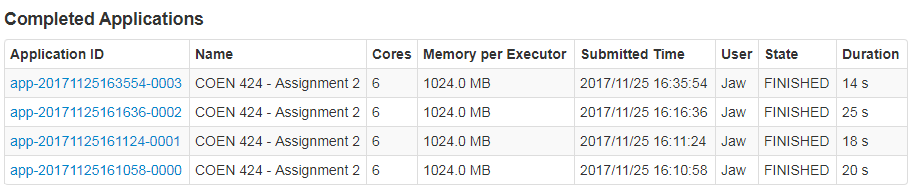 Completed Applications
Application ID Name Cores Memory per Executor Submitted Time User State Duration
app-20171125163554-0003 COEN 424 - Assignment 2 6 1024.0 MB 2017/11/25 16:35:54 Jaw FINISHED 14 s
app-20171125161636-0002 COEN 424 - Assignment 2 6 1024.0 MB 2017/11/25 16:16:36 Jaw FINISHED 25 s
app-20171125161124-0001 COEN 424 - Assignment 2 6 1024.0 MB 2017/11/25 16:11:24 Jaw FINISHED 18 s
app-20171125161058-0000 COEN 424 - Assignment 2 6 1024.0 MB 2017/11/25 16:10:58 Jaw FINISHED 20 s